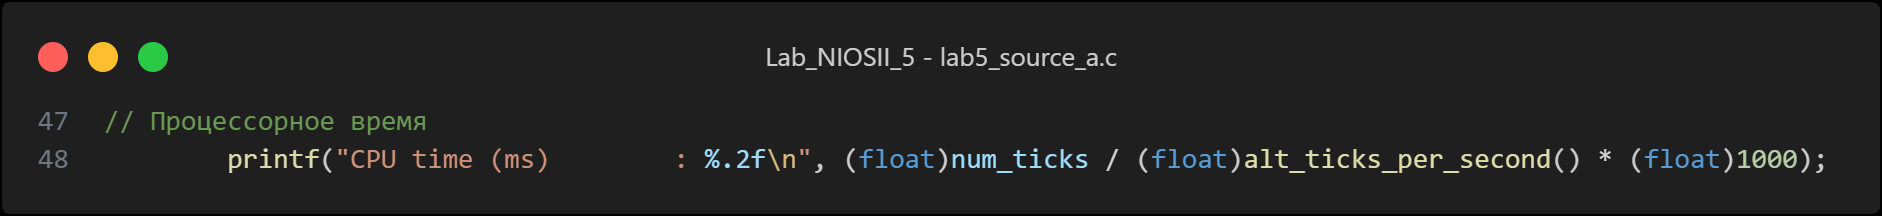 Lab_NIOSII_5 - lab5_source_a.c
47 // Процессорное время
48 printf("CPU time (ms)        : %.2f\n", (float)num_ticks / (float)alt_ticks_per_second() * (float)1000);